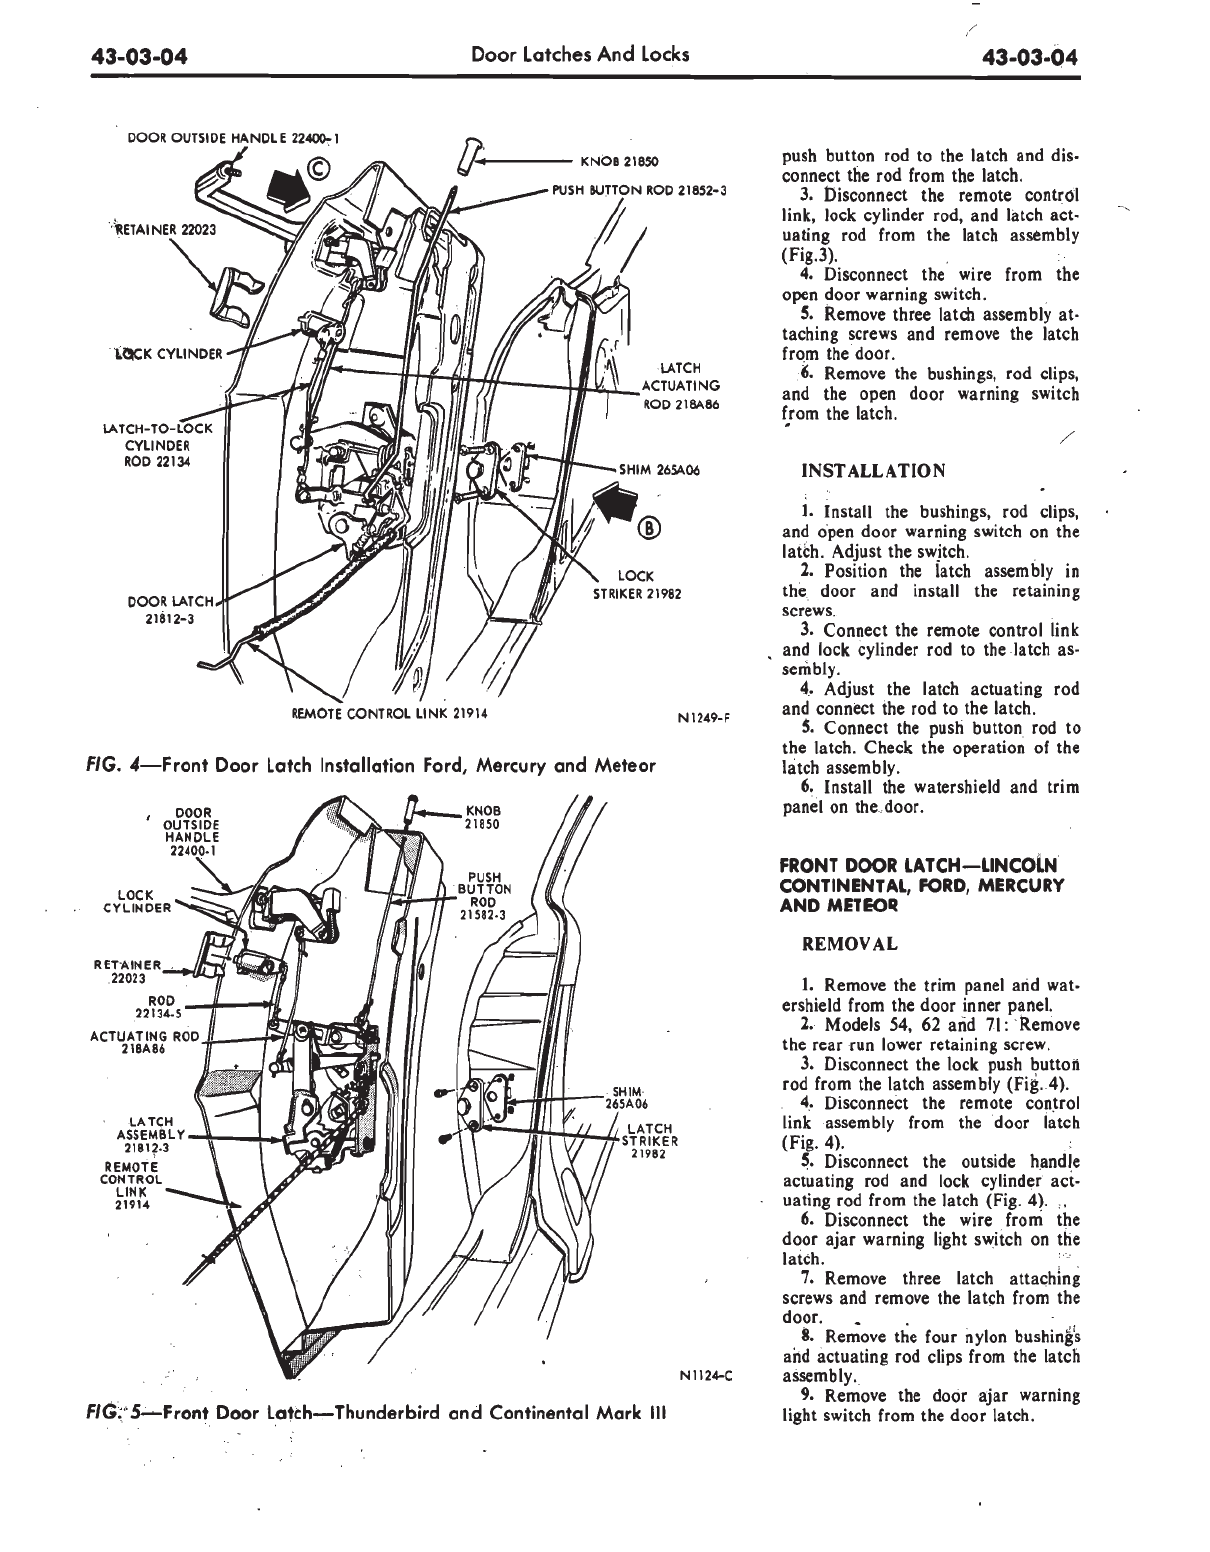 43-03-04
Door Latches And Locks
43-03-04
DOOR OUTSIDE HANDLE 22400-1
C
KNOB 21850
PUSH BUTTON ROD 21852-3
RETAINER 22023
LOCK CYLINDER
LATCH
ACTUATING
ROD 218A86
LATCH-TO-LOCK
CYLINDER
ROD 22134
SHIM 265A06
B
LOCK
STRIKER 21982
DOOR LATCH
21812-3
REMOTE CONTROL LINK 21914
N1249-F
FIG. 4—Front Door Latch Installation Ford, Mercury and Meteor
DOOR
OUTSIDE
HANDLE
22400-1
KNOB
21850
LOCK
CYLINDER
PUSH
BUTTON
ROD
21582-3
RETAINER
22023
ROD
22134-5
ACTUATING ROD
218A86
SHIM
265A06
LATCH
ASSEMBLY
21812-3
LATCH
STRIKER
21982
REMOTE
CONTROL
LINK
21914
N1124-C
FIG. 5—Front Door Latch—Thunderbird and Continental Mark III
push button rod to the latch and dis-
connect the rod from the latch.
3. Disconnect the remote control
link, lock cylinder rod, and latch act-
uating rod from the latch assembly
(Fig.3).
4. Disconnect the wire from the
open door warning switch.
5. Remove three latch assembly at-
taching screws and remove the latch
from the door.
6. Remove the bushings, rod clips,
and the open door warning switch
from the latch.
INSTALLATION
1. Install the bushings, rod clips,
and open door warning switch on the
latch. Adjust the switch.
2. Position the latch assembly in
the door and install the retaining
screws.
3. Connect the remote control link
and lock cylinder rod to the latch as-
sembly.
4. Adjust the latch actuating rod
and connect the rod to the latch.
5. Connect the push button rod to
the latch. Check the operation of the
latch assembly.
6. Install the watershield and trim
panel on the door.
FRONT DOOR LATCH—LINCOLN
CONTINENTAL, FORD, MERCURY
AND METEOR
REMOVAL
1. Remove the trim panel and wat-
ershield from the door inner panel.
2. Models 54, 62 and 71: Remove
the rear run lower retaining screw.
3. Disconnect the lock push button
rod from the latch assembly (Fig. 4).
4. Disconnect the remote control
link assembly from the door latch
(Fig. 4).
5. Disconnect the outside handle
actuating rod and lock cylinder act-
uating rod from the latch (Fig. 4).
6. Disconnect the wire from the
door ajar warning light switch on the
latch.
7. Remove three latch attaching
screws and remove the latch from the
door.
8. Remove the four nylon bushings
and actuating rod clips from the latch
assembly.
9. Remove the door ajar warning
light switch from the door latch.